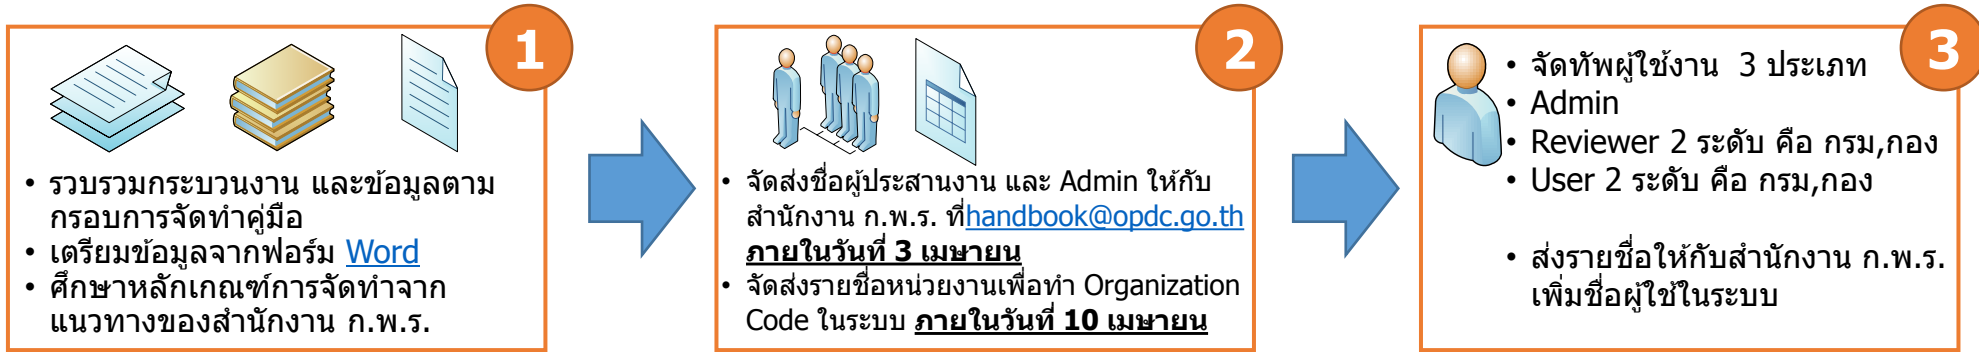 1
• รวบรวมกระบวนงาน และข้อมูลตาม
กรอบการจัดทำคู่มือ
• เตรียมข้อมูลจากฟอร์ม Word
• ศึกษาหลักเกณฑ์การจัดทำจาก
แนวทางของสำนักงาน ก.พ.ร.
2
• จัดส่งชื่อผู้ประสานงาน และ Admin ให้กับ
สำนักงาน ก.พ.ร. ที่handbook@opdc.go.th
ภายในวันที่ 3 เมษายน
• จัดส่งรายชื่อหน่วยงานเพื่อทำ Organization
Code ในระบบ ภายในวันที่ 10 เมษายน
3
• จัดทัพผู้ใช้งาน 3 ประเภท
• Admin
• Reviewer 2 ระดับ คือ กรม,กอง
• User 2 ระดับ คือ กรม,กอง
• ส่งรายชื่อให้กับสำนักงาน ก.พ.ร.
เพิ่มชื่อผู้ใช้ในระบบ